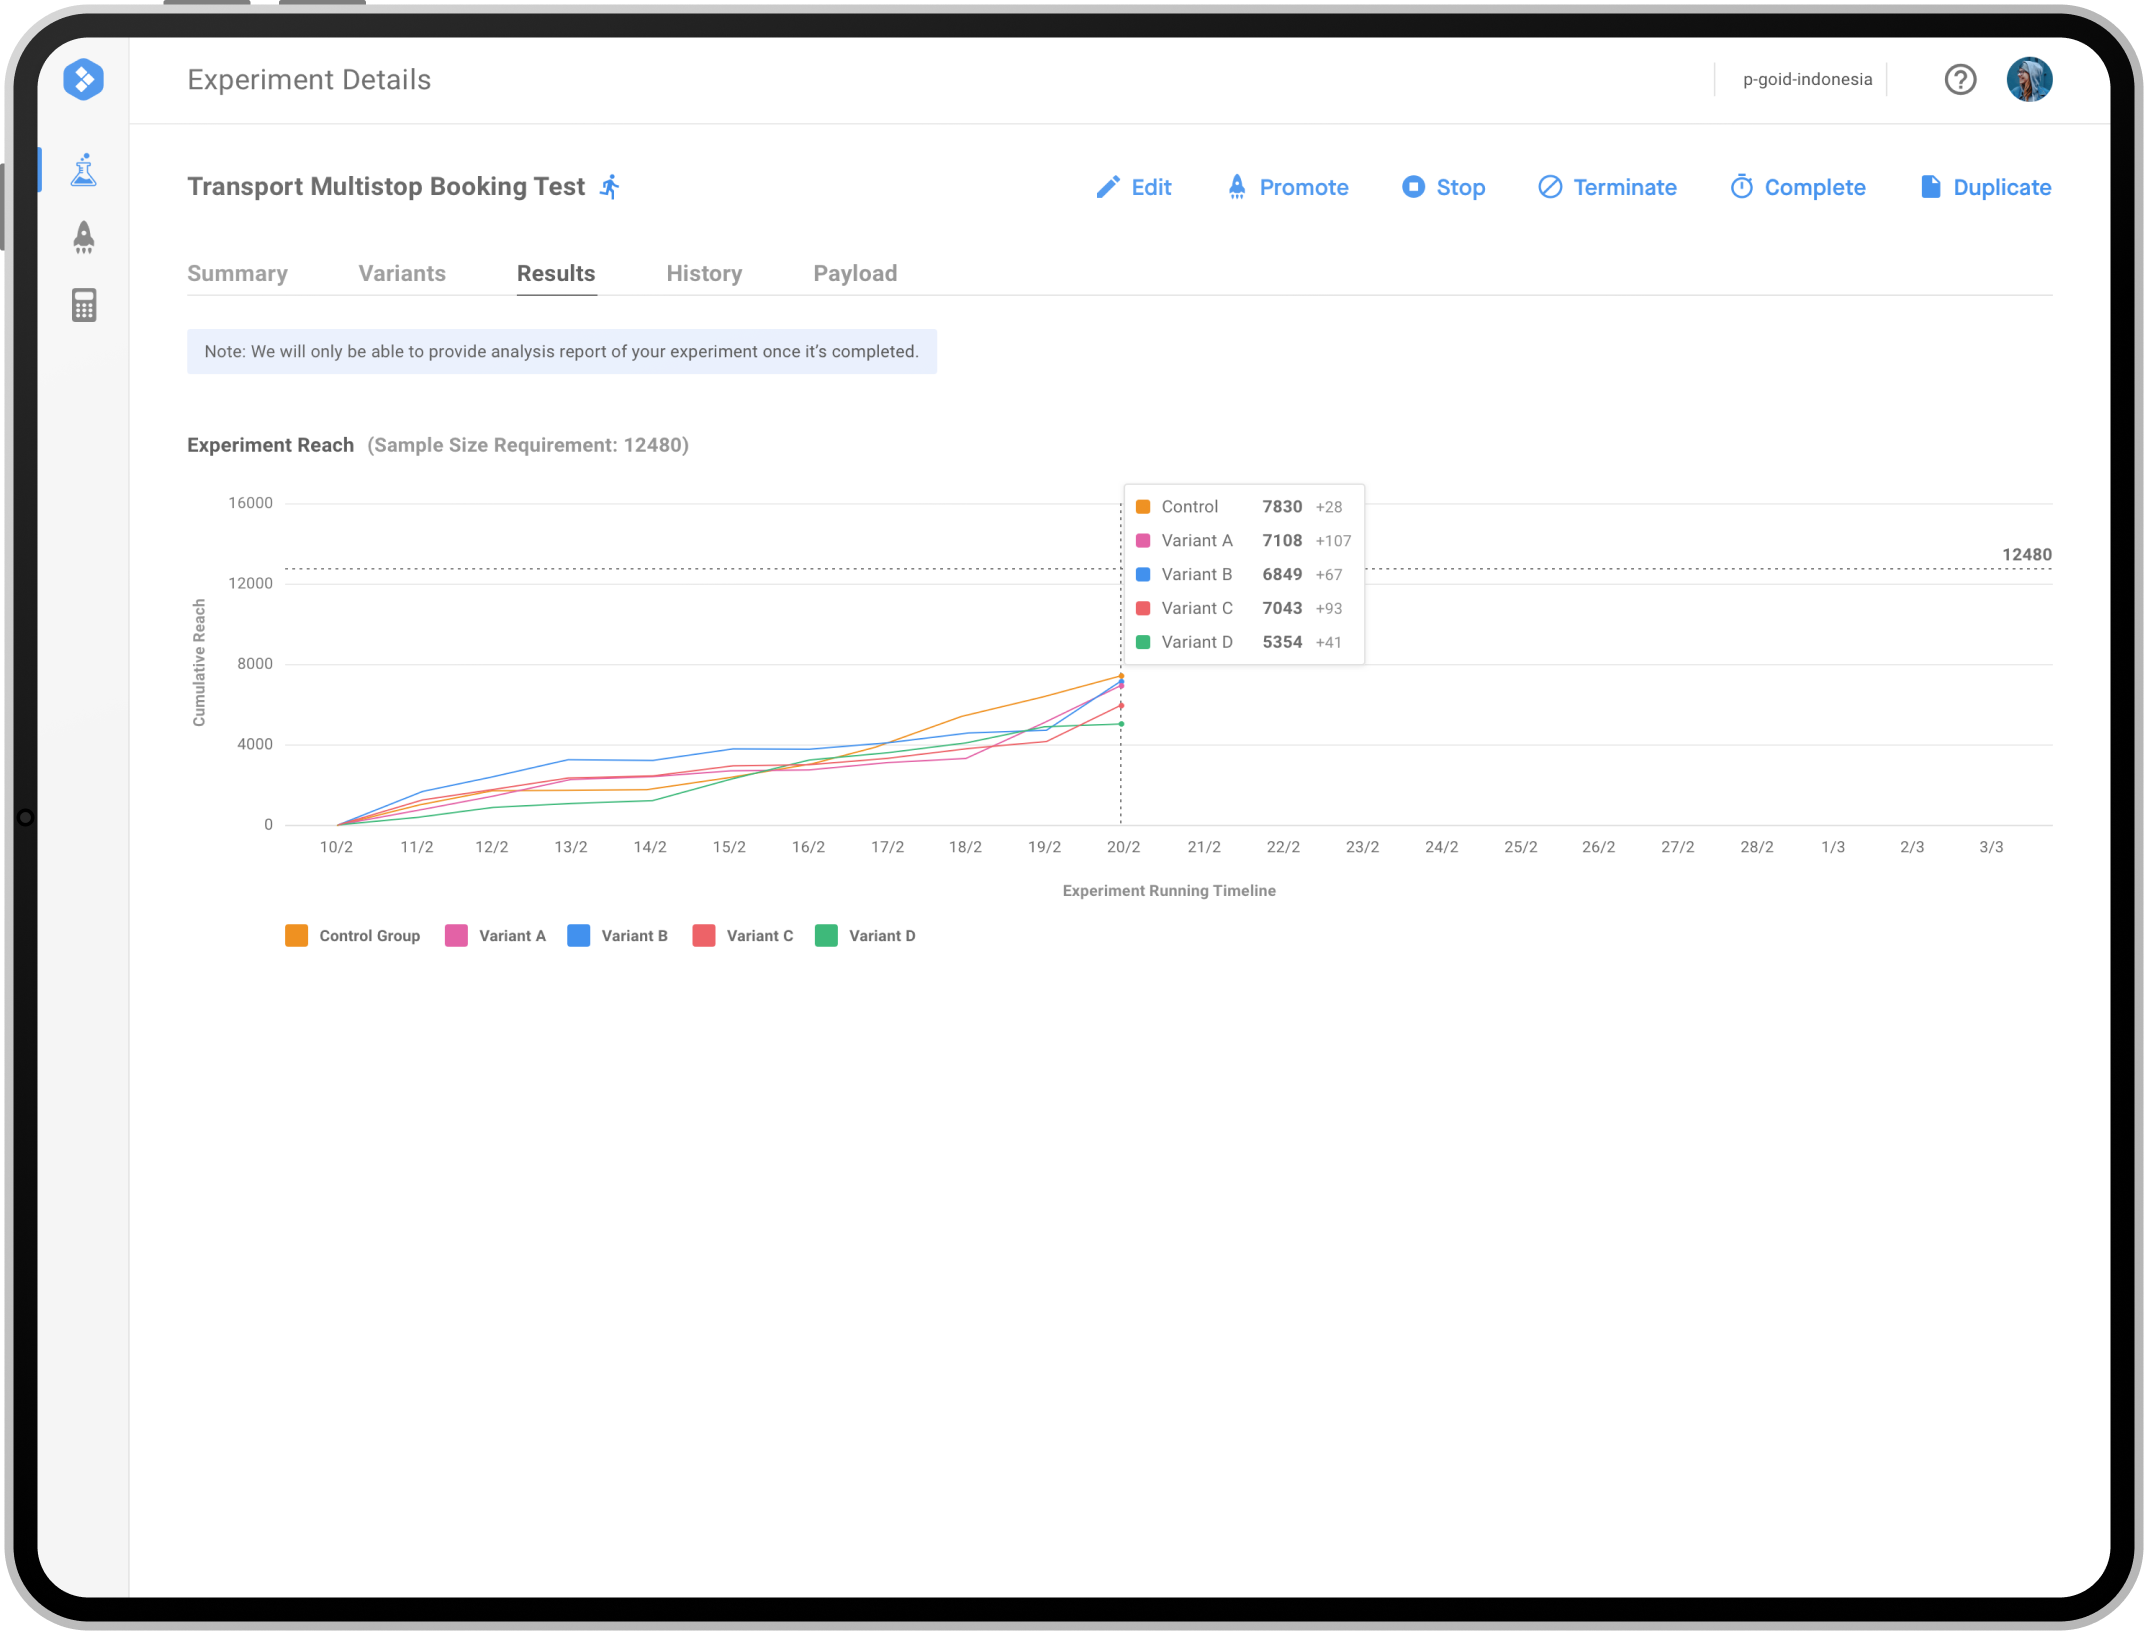 Experiment Details
p-goid-indonesia
Transport Multistop Booking Test
Edit
Promote
Stop
Terminate
Complete
Duplicate
Summary
Variants
Results
History
Payload
Note: We will only be able to provide analysis report of your experiment once it’s completed.
Experiment Reach (Sample Size Requirement: 12480)
Cumulative Reach
16000
12000
8000
4000
0
12480
Control 7830 +28
Variant A 7108 +107
Variant B 6849 +67
Variant C 7043 +93
Variant D 5354 +41
10/2 11/2 12/2 13/2 14/2 15/2 16/2 17/2 18/2 19/2 20/2 21/2 22/2 23/2 24/2 25/2 26/2 27/2 28/2 1/3 2/3 3/3
Experiment Running Timeline
Control Group
Variant A
Variant B
Variant C
Variant D